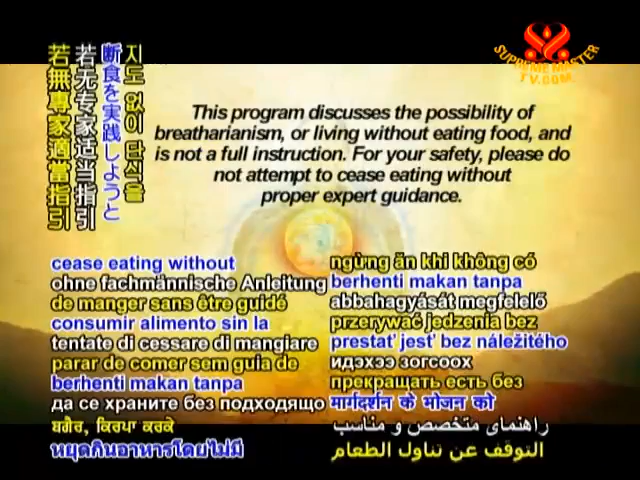 SUPREME MASTER
TV.COM
若無專家適當指引
若无专家适当指引
断食を実践しようと
지도 없이 단식을
This program discusses the possibility of
breatharianism, or living without eating food, and
is not a full instruction. For your safety, please do
not attempt to cease eating without
proper expert guidance.
cease eating without
ohne fachmännische Anleitung
de manger sans être guidé
consumir alimento sin la
tentate di cessare di mangiare
parar de comer sem guia de
berhenti makan tanpa
да се храните без подходящо
ਬਗੈਰ, ਕਿਰਪਾ ਕਰਕੇ
หยุดกินอาหารโดยไม่มี
ngừng ăn khi không có
berhenti makan tanpa
abbahagyását megfelelő
przerywać jedzenia bez
prestať jesť bez náležitého
идэхээ зогсоох
прекращать есть без
मार्गदर्शन के भोजन को
راهنمای متخصص و مناسب
التوقف عن تناول الطعام